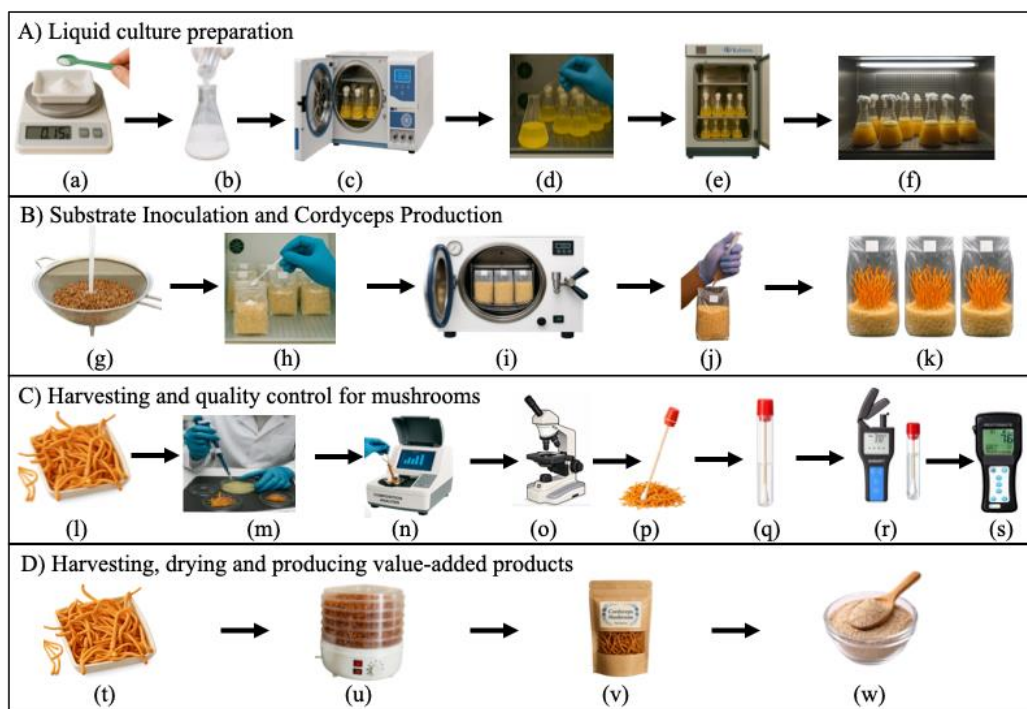 A) Liquid culture preparation
0.15
(a) (b) (c) (d) (e) (f)
B) Substrate Inoculation and Cordyceps Production
(g) (h) (i) (j) (k)
C) Harvesting and quality control for mushrooms
(l) (m) (n) (o) (p) (q) (r) (s)
D) Harvesting, drying and producing value-added products
Cordyceps
Mushroom
(t) (u) (v) (w)